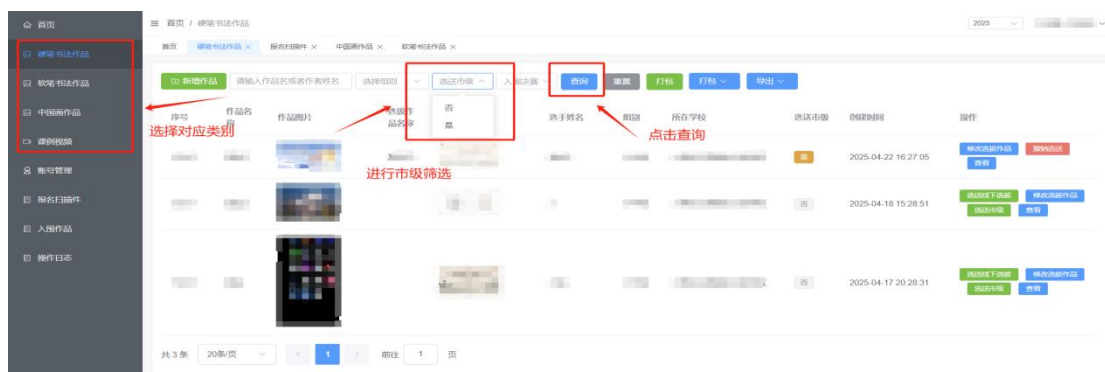 首页
硬笔书法作品
软笔书法作品
中国画作品
课例视频
账号管理
报名扫描件
入围作品
操作日志
首页 / 硬笔书法作品
2025
首页 硬笔书法作品 × 报名扫描件 × 中国画作品 × 软笔书法作品 ×
新增作品 请输入作品名或者作者姓名 选择组别 选送市级 查询 重置 打包 打包 导出
否
是
选择对应类别
进行市级筛选
点击查询
序号 作品名称 作品图片 选拔作品名称 选手姓名 组别 所在学校 选送市级 创建时间 操作
是 2025-04-22 16:27:05 修改选拔作品 撤销选送
查看
否 2025-04-18 15:28:51 选送线下选拔 修改选拔作品
选送市级 查看
否 2025-04-17 20:28:31 选送线下选拔 修改选拔作品
选送市级 查看
共 3 条 20条/页 < 1 > 前往 1 页